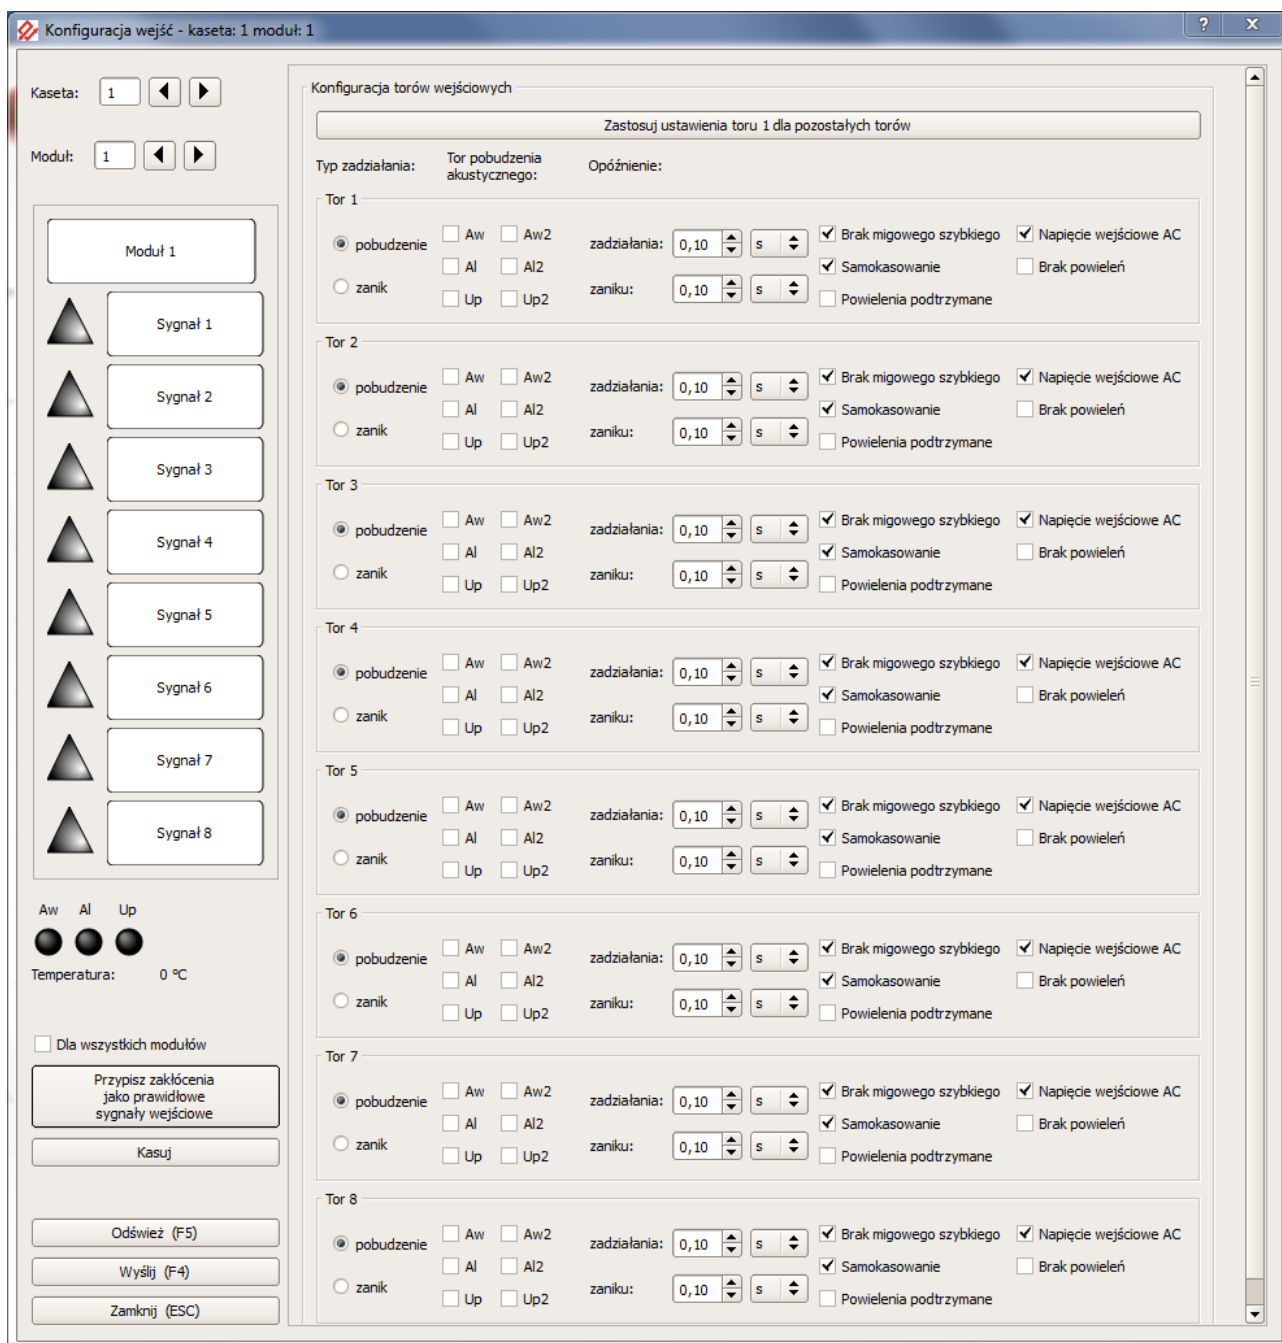 Konfiguracja wejść - kaseta: 1 moduł: 1
? x
Kaseta: 1
Moduł: 1
Moduł 1
Sygnał 1
Sygnał 2
Sygnał 3
Sygnał 4
Sygnał 5
Sygnał 6
Sygnał 7
Sygnał 8
Aw Al Up
Temperatura: 0 ºC
Dla wszystkich modułów
Przypisz zakłócenia
jako prawidłowe
sygnały wejściowe
Kasuj
Odśwież (F5)
Wyślij (F4)
Zamknij (ESC)
Konfiguracja torów wejściowych
Zastosuj ustawienia toru 1 dla pozostałych torów
Typ zadziałania: Tor pobudzenia akustycznego: Opóźnienie:
Tor 1
pobudzenie Aw Aw2 zadziałania: 0,10 s Brak migowego szybkiego Napięcie wejściowe AC
Al Al2 Samokasowanie Brak powieleń
zanik Up Up2 zaniku: 0,10 s Powielenia podtrzymane
Tor 2
pobudzenie Aw Aw2 zadziałania: 0,10 s Brak migowego szybkiego Napięcie wejściowe AC
Al Al2 Samokasowanie Brak powieleń
zanik Up Up2 zaniku: 0,10 s Powielenia podtrzymane
Tor 3
pobudzenie Aw Aw2 zadziałania: 0,10 s Brak migowego szybkiego Napięcie wejściowe AC
Al Al2 Samokasowanie Brak powieleń
zanik Up Up2 zaniku: 0,10 s Powielenia podtrzymane
Tor 4
pobudzenie Aw Aw2 zadziałania: 0,10 s Brak migowego szybkiego Napięcie wejściowe AC
Al Al2 Samokasowanie Brak powieleń
zanik Up Up2 zaniku: 0,10 s Powielenia podtrzymane
Tor 5
pobudzenie Aw Aw2 zadziałania: 0,10 s Brak migowego szybkiego Napięcie wejściowe AC
Al Al2 Samokasowanie Brak powieleń
zanik Up Up2 zaniku: 0,10 s Powielenia podtrzymane
Tor 6
pobudzenie Aw Aw2 zadziałania: 0,10 s Brak migowego szybkiego Napięcie wejściowe AC
Al Al2 Samokasowanie Brak powieleń
zanik Up Up2 zaniku: 0,10 s Powielenia podtrzymane
Tor 7
pobudzenie Aw Aw2 zadziałania: 0,10 s Brak migowego szybkiego Napięcie wejściowe AC
Al Al2 Samokasowanie Brak powieleń
zanik Up Up2 zaniku: 0,10 s Powielenia podtrzymane
Tor 8
pobudzenie Aw Aw2 zadziałania: 0,10 s Brak migowego szybkiego Napięcie wejściowe AC
Al Al2 Samokasowanie Brak powieleń
zanik Up Up2 zaniku: 0,10 s Powielenia podtrzymane